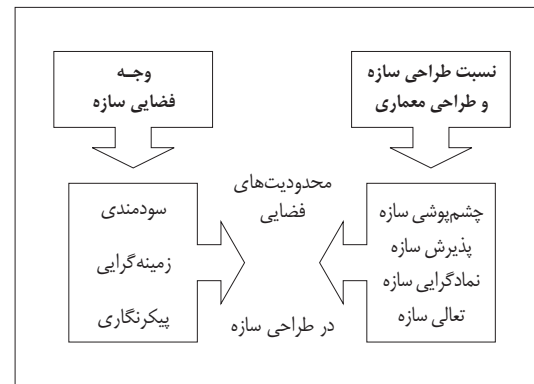 نسبت طراحی سازه
و طراحی معماری
وجـه
فضایی سازه
چشم‌پوشی سازه
پذیرش سازه
نمادگرایی سازه
تعالی سازه
محدودیت‌های
فضایی
در طراحی سازه
سودمندی
زمینه‌گرایی
پیکرنگاری